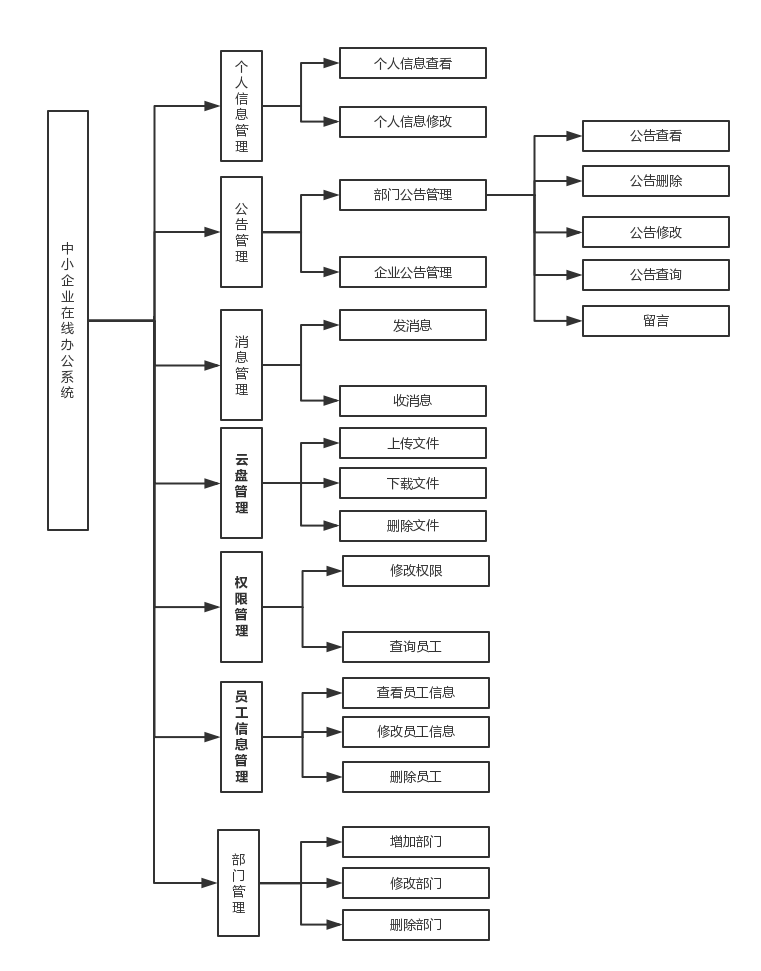 中小企业在线办公系统
个人信息管理
个人信息查看
个人信息修改
公告管理
部门公告管理
企业公告管理
公告查看
公告删除
公告修改
公告查询
留言
消息管理
发消息
收消息
云盘管理
上传文件
下载文件
删除文件
权限管理
修改权限
查询员工
员工信息管理
查看员工信息
修改员工信息
删除员工
部门管理
增加部门
修改部门
删除部门